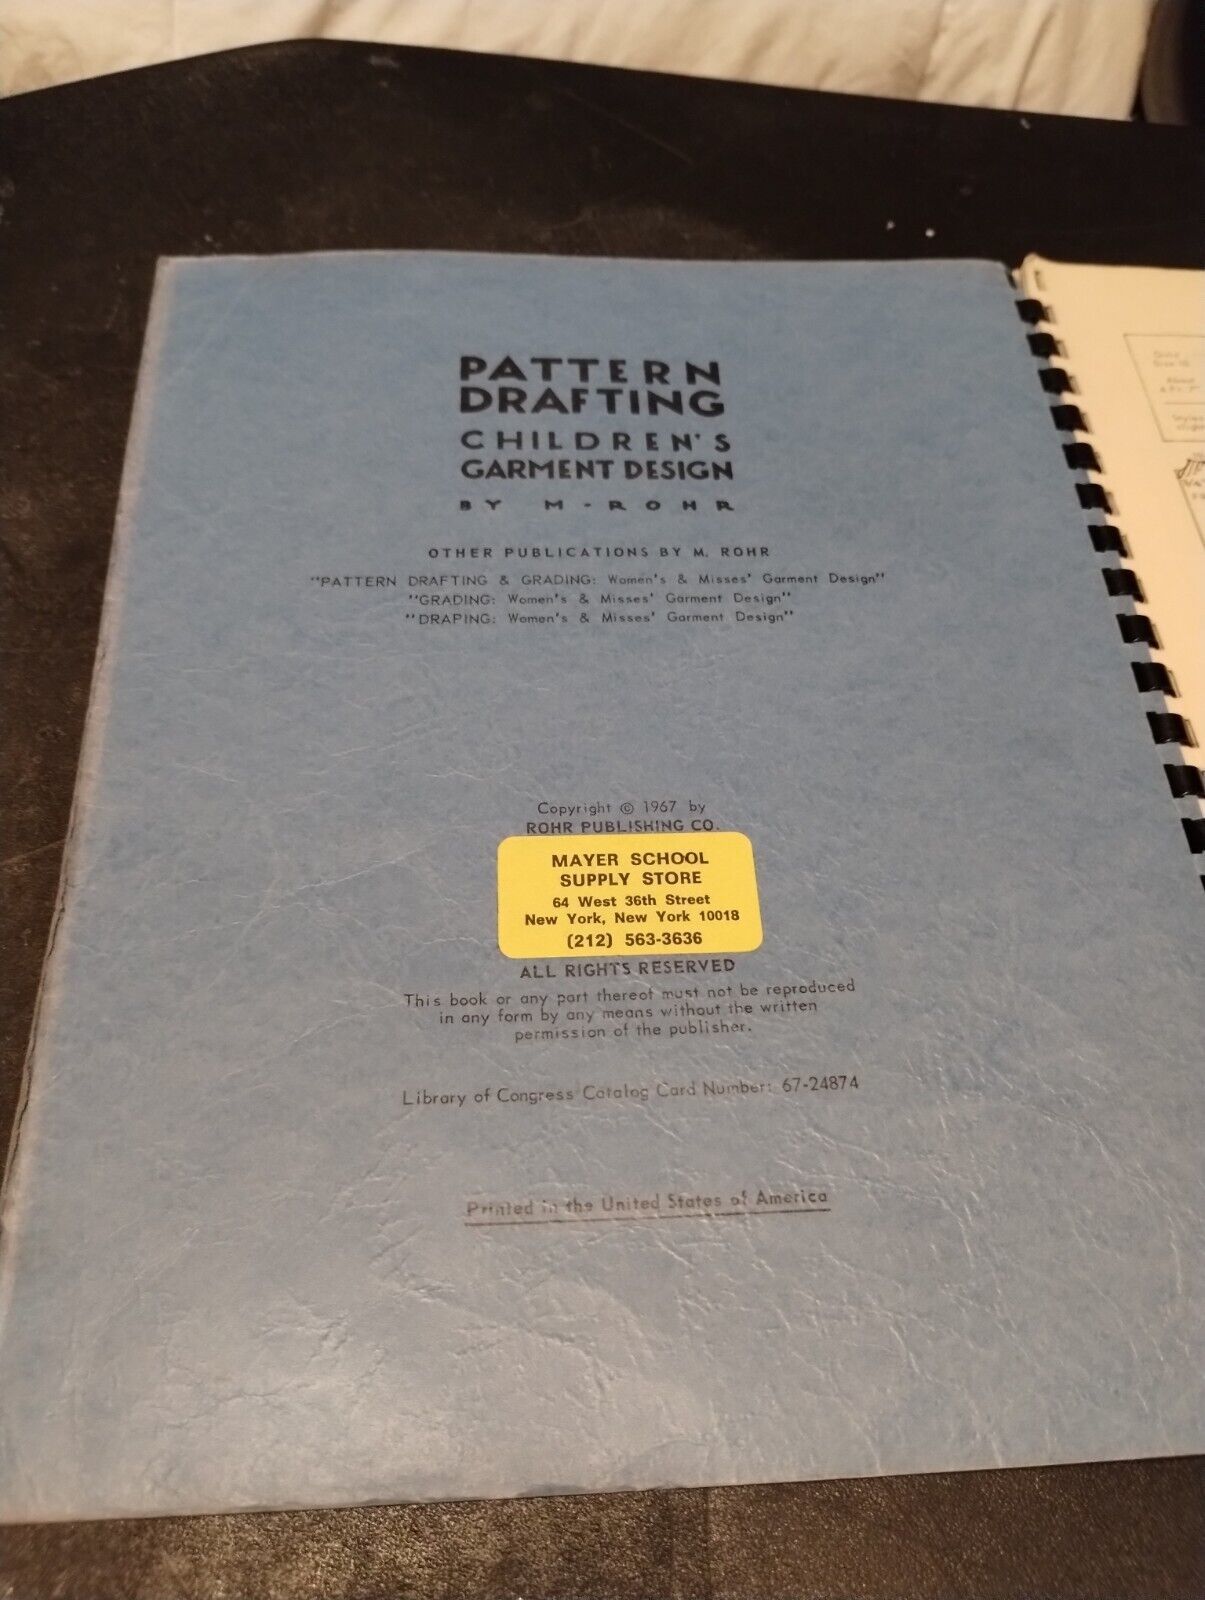 PATTERN
DRAFTING
CHILDREN'S
GARMENT DESIGN
BY M-ROHR
OTHER PUBLICATIONS BY M. ROHR
"PATTERN DRAFTING & GRADING: Women's & Misses' Garment Design"
"GRADING: Women's & Misses' Garment Design"
"DRAPING: Women's & Misses' Garment Design"
Copyright © 1967 by
ROHR PUBLISHING CO.
MAYER SCHOOL
SUPPLY STORE
64 West 36th Street
New York, New York 10018
(212) 563-3636
ALL RIGHTS RESERVED
This book or any part thereof must not be reproduced
in any form by any means without the written
permission of the publisher.
Library of Congress Catalog Card Number: 67-24874
Printed in the United States of America
About